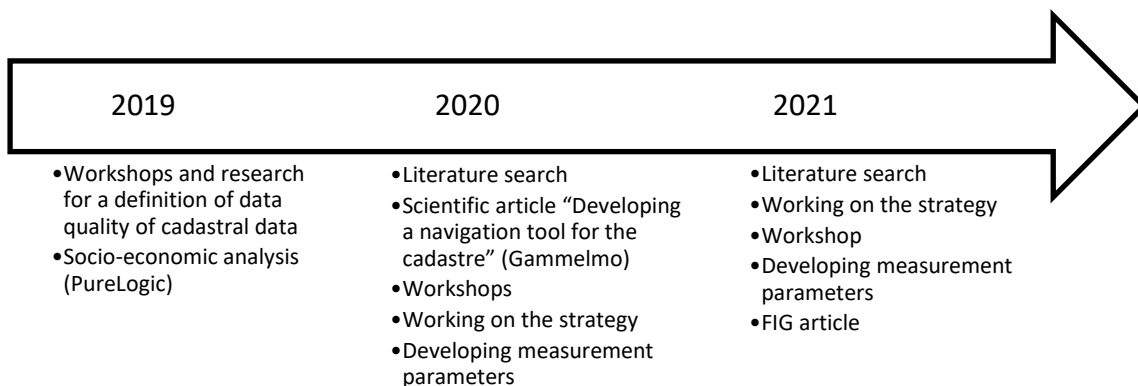 2019
•Workshops and research
for a definition of data
quality of cadastral data
•Socio-economic analysis
(PureLogic)
2020
•Literature search
•Scientific article “Developing
a navigation tool for the
cadastre” (Gammelmo)
•Workshops
•Working on the strategy
•Developing measurement
parameters
2021
•Literature search
•Working on the strategy
•Workshop
•Developing measurement
parameters
•FIG article